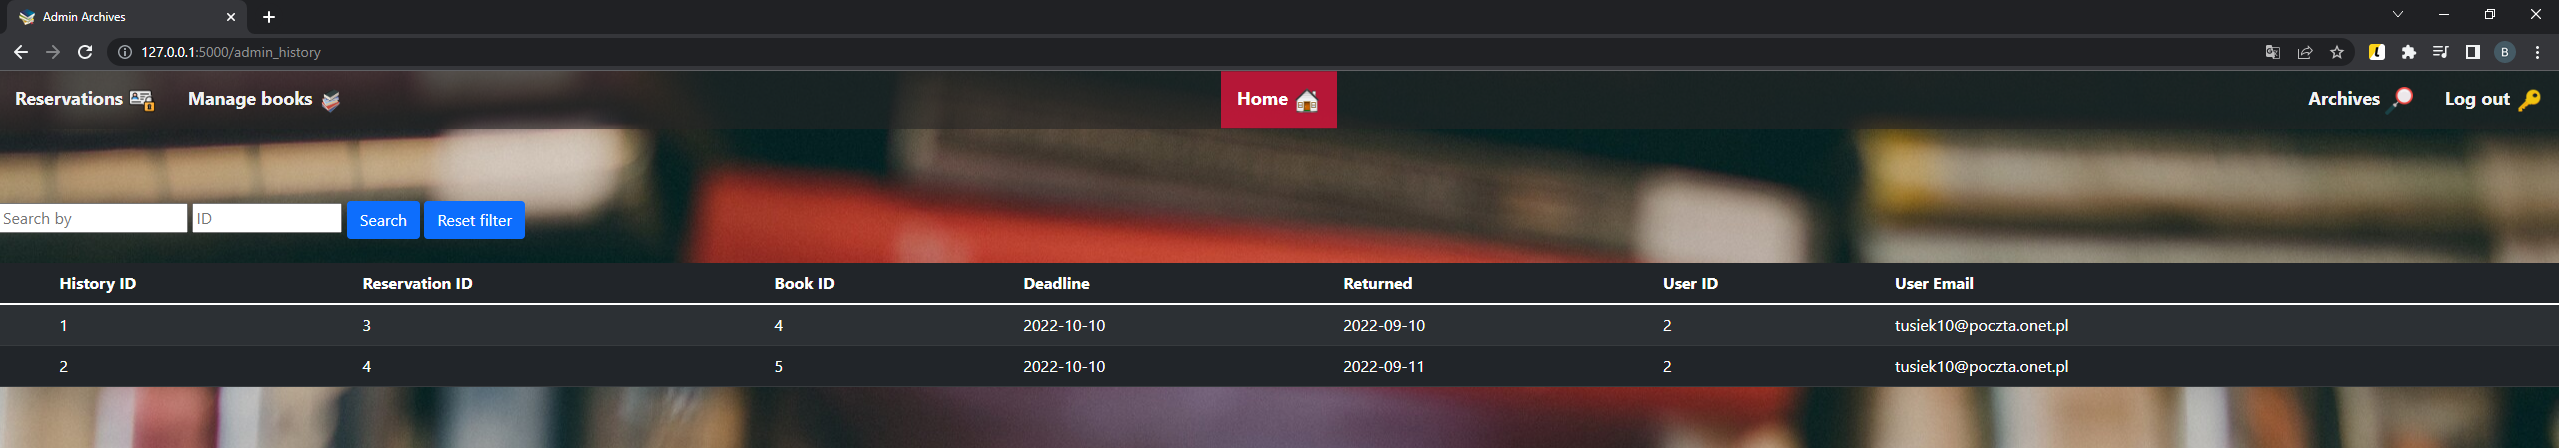 Admin Archives
127.0.0.1:5000/admin_history
B
Reservations Manage books Home Archives Log out
Search by ID Search Reset filter
History ID Reservation ID Book ID Deadline Returned User ID User Email
1 3 4 2022-10-10 2022-09-10 2 tusiek10@poczta.onet.pl
2 4 5 2022-10-10 2022-09-11 2 tusiek10@poczta.onet.pl